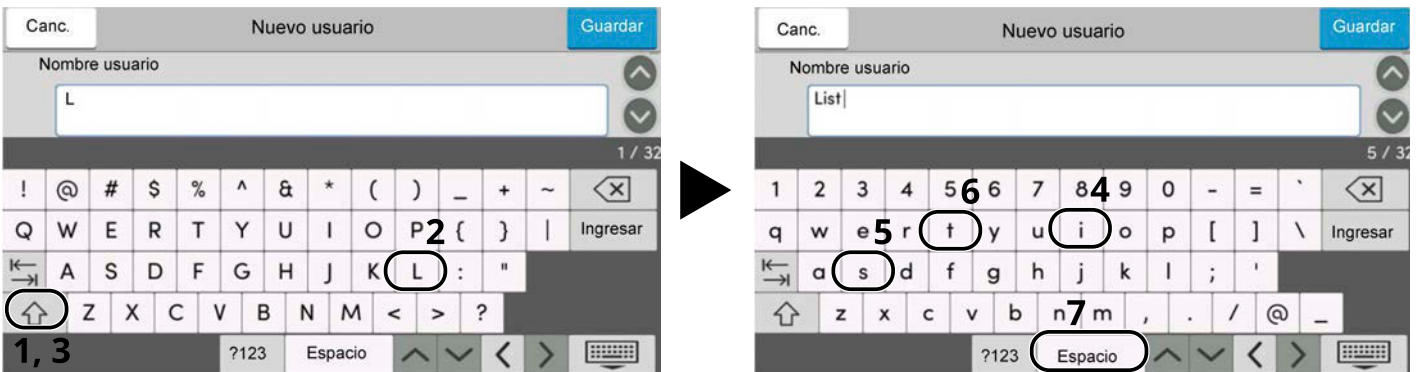 Canc. Nuevo usuario Guardar
Nombre usuario
L
1 / 32
! @ # $ % ^ & * ( ) _ + ~
Q W E R T Y U I O P 2 { } | Ingresar
A S D F G H J K L : "
Z X C V B N M < > ?
1, 3 ?123 Espacio
Canc. Nuevo usuario Guardar
Nombre usuario
List
5 / 32
1 2 3 4 5 6 6 7 8 4 9 0 - = `
q w e 5 r t y u i o p [ ] \ Ingresar
a s d f g h j k l ; '
z x c v b n 7 m , . / @ _
?123 Espacio